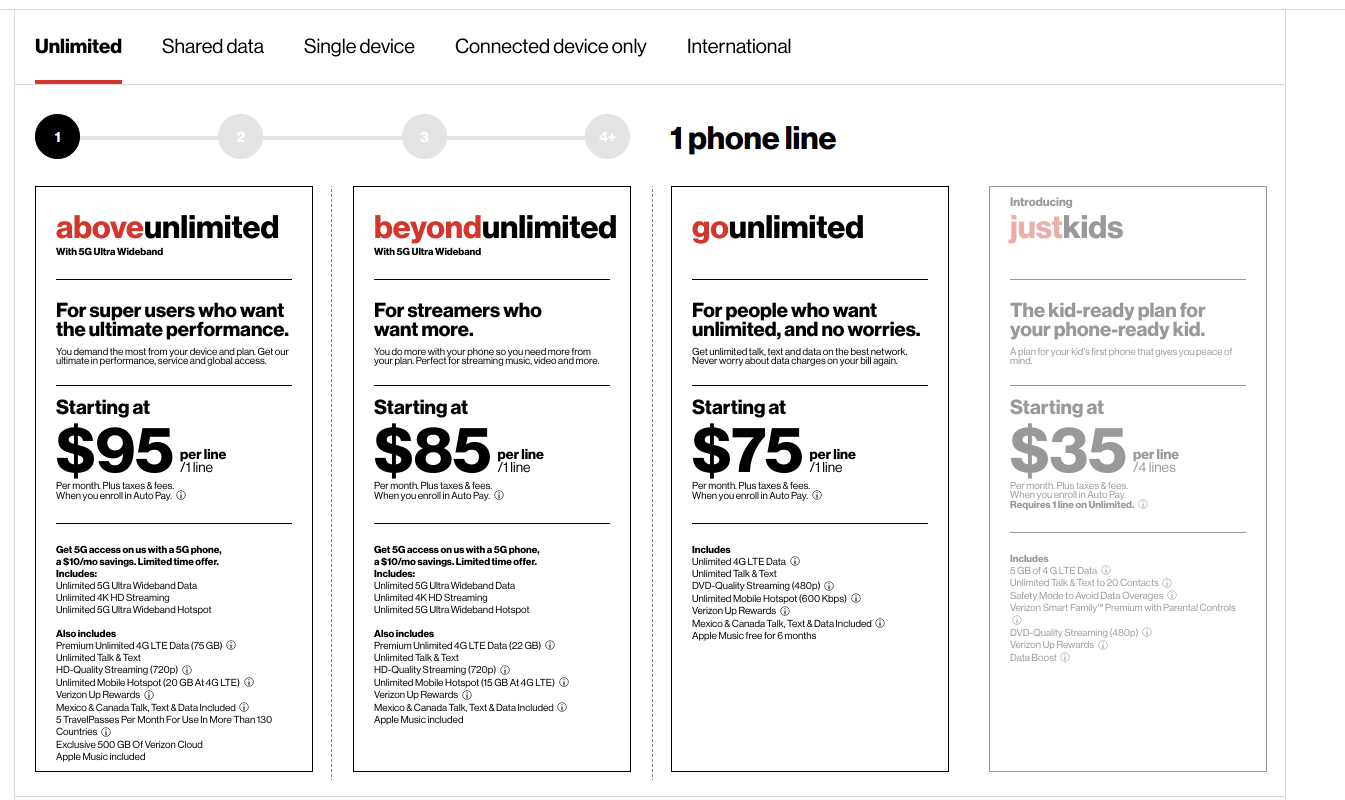 Unlimited Shared data Single device Connected device only International
1 2 3 4+ 1 phone line
aboveunlimited
With 5G Ultra Wideband
For super users who want
the ultimate performance.
You demand the most from your device and plan. Get our
ultimate in performance, service and global access.
Starting at
$95 per line
/1 line
Per month. Plus taxes & fees.
When you enroll in Auto Pay. ⓘ
Get 5G access on us with a 5G phone,
a $10/mo savings. Limited time offer.
Includes:
Unlimited 5G Ultra Wideband Data
Unlimited 4K HD Streaming
Unlimited 5G Ultra Wideband Hotspot
Also includes
Premium Unlimited 4G LTE Data (75 GB) ⓘ
Unlimited Talk & Text
HD-Quality Streaming (720p) ⓘ
Unlimited Mobile Hotspot (20 GB At 4G LTE) ⓘ
Verizon Up Rewards ⓘ
Mexico & Canada Talk, Text & Data Included ⓘ
5 TravelPasses Per Month For Use In More Than 130
Countries ⓘ
Exclusive 500 GB Of Verizon Cloud
Apple Music included
beyondunlimited
With 5G Ultra Wideband
For streamers who
want more.
You do more with your phone so you need more from
your plan. Perfect for streaming music, video and more.
Starting at
$85 per line
/1 line
Per month. Plus taxes & fees.
When you enroll in Auto Pay. ⓘ
Get 5G access on us with a 5G phone,
a $10/mo savings. Limited time offer.
Includes:
Unlimited 5G Ultra Wideband Data
Unlimited 4K HD Streaming
Unlimited 5G Ultra Wideband Hotspot
Also includes
Premium Unlimited 4G LTE Data (22 GB) ⓘ
Unlimited Talk & Text
HD-Quality Streaming (720p) ⓘ
Unlimited Mobile Hotspot (15 GB At 4G LTE) ⓘ
Verizon Up Rewards ⓘ
Mexico & Canada Talk, Text & Data Included ⓘ
Apple Music included
gounlimited
For people who want
unlimited, and no worries.
Get unlimited talk, text and data on the best network.
Never worry about data charges on your bill again.
Starting at
$75 per line
/1 line
Per month. Plus taxes & fees.
When you enroll in Auto Pay. ⓘ
Includes
Unlimited 4G LTE Data ⓘ
Unlimited Talk & Text
DVD-Quality Streaming (480p) ⓘ
Unlimited Mobile Hotspot (600 Kbps) ⓘ
Verizon Up Rewards ⓘ
Mexico & Canada Talk, Text & Data Included ⓘ
Apple Music free for 6 months
Introducing
justkids
The kid-ready plan for
your phone-ready kid.
A plan for your kid's first phone that gives you peace of
mind.
Starting at
$35 per line
/4 lines
Per month. Plus taxes & fees.
When you enroll in Auto Pay.
Requires 1 line on Unlimited. ⓘ
Includes
5 GB of 4 G LTE Data ⓘ
Unlimited Talk & Text to 20 Contacts ⓘ
Safety Mode to Avoid Data Overages ⓘ
Verizon Smart Family™ Premium with Parental Controls
ⓘ
DVD-Quality Streaming (480p) ⓘ
Verizon Up Rewards ⓘ
Data Boost ⓘ